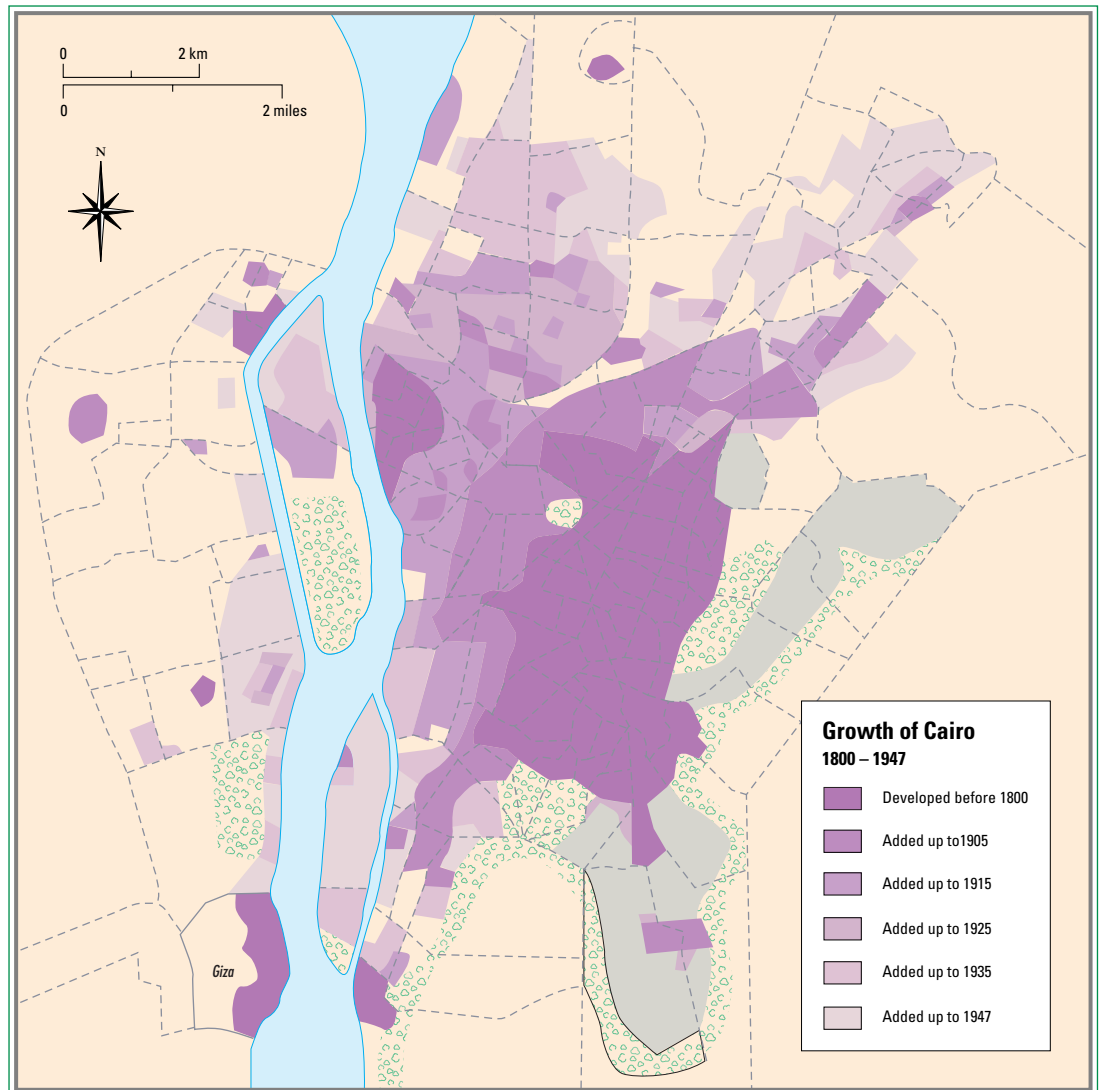 0 2 km
0 2 miles
N
Giza
Growth of Cairo
1800 – 1947
Developed before 1800
Added up to1905
Added up to 1915
Added up to 1925
Added up to 1935
Added up to 1947